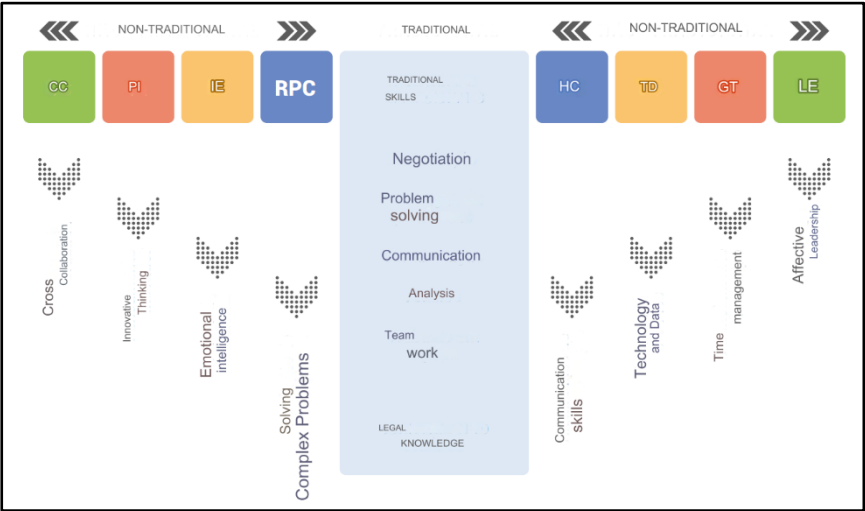 NON-TRADITIONAL
TRADITIONAL
NON-TRADITIONAL
CC
PI
IE
RPC
TRADITIONAL
SKILLS
HC
TD
GT
LE
Negotiation
Problem
solving
Communication
Analysis
Team
work
LEGAL
KNOWLEDGE
Cross
Collaboration
Innovative
Thinking
Emotional
intelligence
Solving
Complex Problems
Communication
skills
Technology
and Data
Time
management
Affective
Leadership